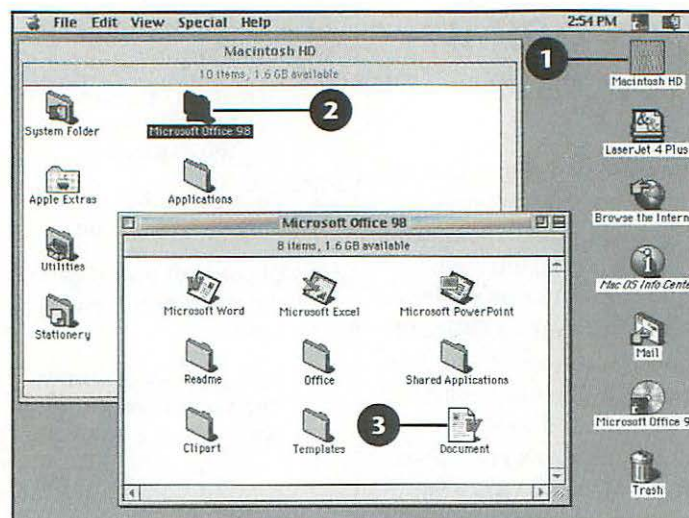 File Edit View Special Help 2:54 PM
Macintosh HD
10 items, 1.6 GB available
System Folder
Microsoft Office 98
Apple Extras
Applications
Utilities
Stationery
Microsoft Office 98
8 items, 1.6 GB available
Microsoft Word
Microsoft Excel
Microsoft PowerPoint
Readme
Office
Shared Applications
Clipart
Templates
Document
1
2
3
Macintosh HD
LaserJet 4 Plus
Browse the Intern
Mac OS Info Cente
Mail
Microsoft Office 9
Trash